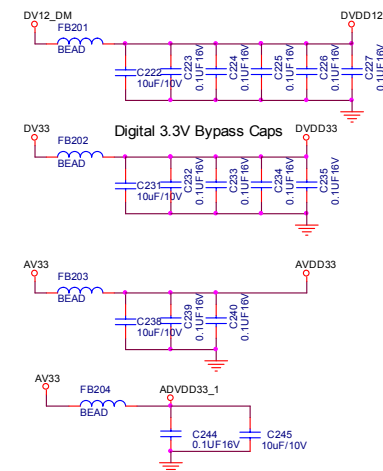 DV12_DM
DVDD12
FB201
BEAD
C222
10uF/10V
C223
0.1UF16V
C224
0.1UF16V
C225
0.1UF16V
C226
0.1UF16V
C227
0.1UF16V
Digital 3.3V Bypass Caps
DV33
DVDD33
FB202
BEAD
C231
10uF/10V
C232
0.1UF16V
C233
0.1UF16V
C234
0.1UF16V
C235
0.1UF16V
AV33
AVDD33
FB203
BEAD
C238
10uF/10V
C239
0.1UF16V
C240
0.1UF16V
AV33
FB204
BEAD
ADVDD33_1
C244
0.1UF16V
C245
10uF/10V